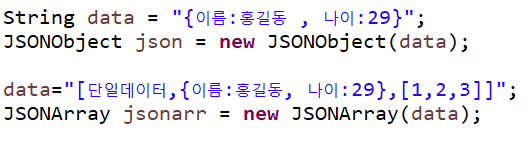 String data = "{이름:홍길동 , 나이:29}";
JSONObject json = new JSONObject(data);
data="[단일데이터,{이름:홍길동, 나이:29},[1,2,3]]";
JSONArray jsonarr = new JSONArray(data);